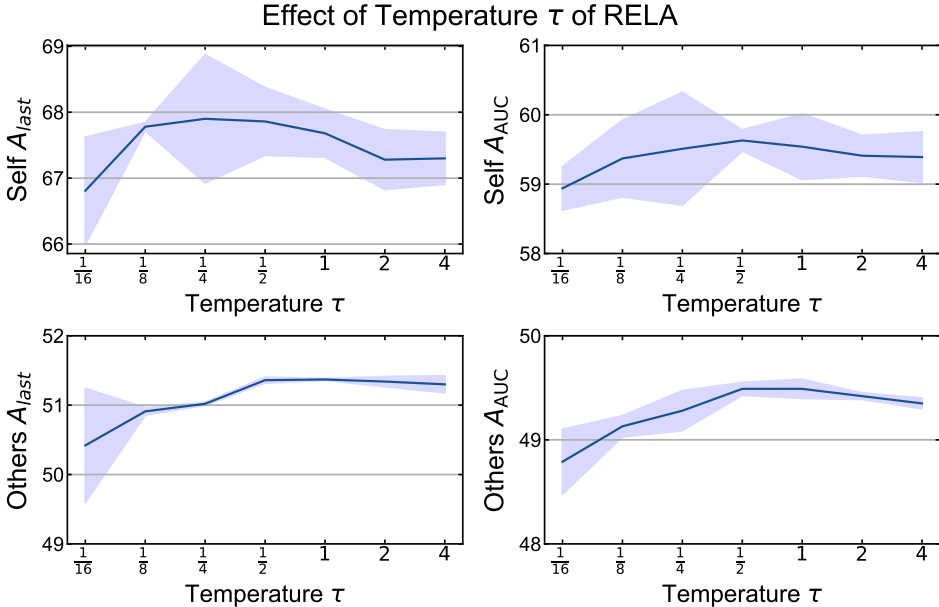 Effect of Temperature τ of RELA
Self A_last
69
68
67
66
1/16 1/8 1/4 1/2 1 2 4
Temperature τ
Self A_AUC
61
60
59
58
1/16 1/8 1/4 1/2 1 2 4
Temperature τ
Others A_last
52
51
50
49
1/16 1/8 1/4 1/2 1 2 4
Temperature τ
Others A_AUC
50
49
48
1/16 1/8 1/4 1/2 1 2 4
Temperature τ